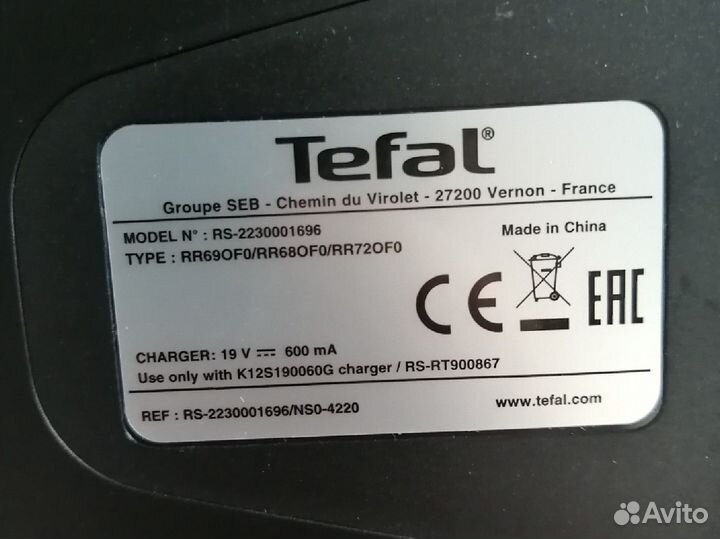 Tefal®
Groupe SEB - Chemin du Virolet - 27200 Vernon - France
MODEL N° : RS-2230001696
TYPE : RR69OF0/RR68OF0/RR72OF0
Made in China
CE EAC
CHARGER: 19 V ⎓ 600 mA
Use only with K12S190060G charger / RS-RT900867
REF : RS-2230001696/NS0-4220
www.tefal.com
Avito